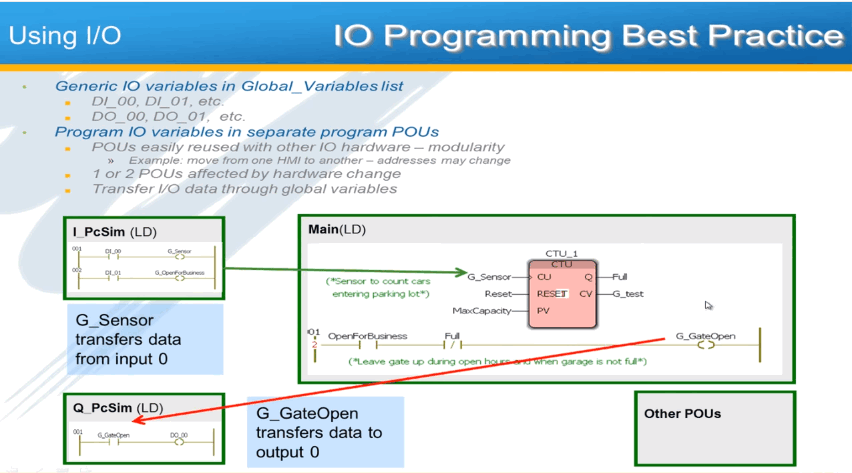 Using I/O
IO Programming Best Practice
Generic IO variables in Global_Variables list
DI_00, DI_01, etc.
DO_00, DO_01, etc.
Program IO variables in separate program POUs
POUs easily reused with other IO hardware – modularity
» Example: move from one HMI to another – addresses may change
1 or 2 POUs affected by hardware change
Transfer I/O data through global variables
I_PcSim (LD)
001
DI_00
G_Sensor
002
DI_01
G_OpenForBusiness
G_Sensor
transfers data
from input 0
Main(LD)
CTU_1
CTU
(*Sensor to count cars
entering parking lot*)
G_Sensor
CU
Q
Full
Reset
RESET
CV
G_test
MaxCapacity
PV
001
2
OpenForBusiness
Full
G_GateOpen
(*Leave gate up during open hours and when garage is not full*)
Q_PcSim (LD)
001
G_GateOpen
DO_00
G_GateOpen
transfers data to
output 0
Other POUs